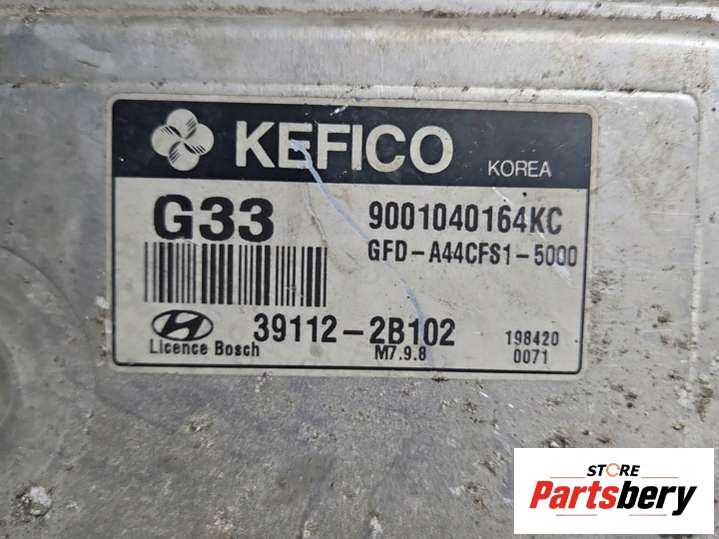 KEFICO KOREA
G33 9001040164KC
GFD-A44CFS1-5000
39112-2B102 198420
Licence Bosch M7.9.8 0071
STORE
Partsbery